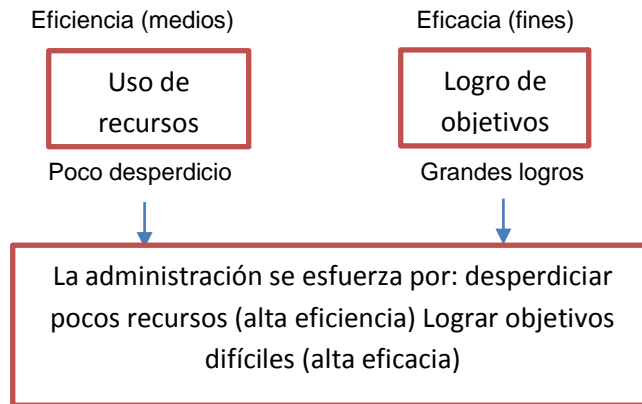 Eficiencia (medios)
Eficacia (fines)
Uso de
recursos
Logro de
objetivos
Poco desperdicio
Grandes logros
La administración se esfuerza por: desperdiciar
pocos recursos (alta eficiencia) Lograr objetivos
difíciles (alta eficacia)